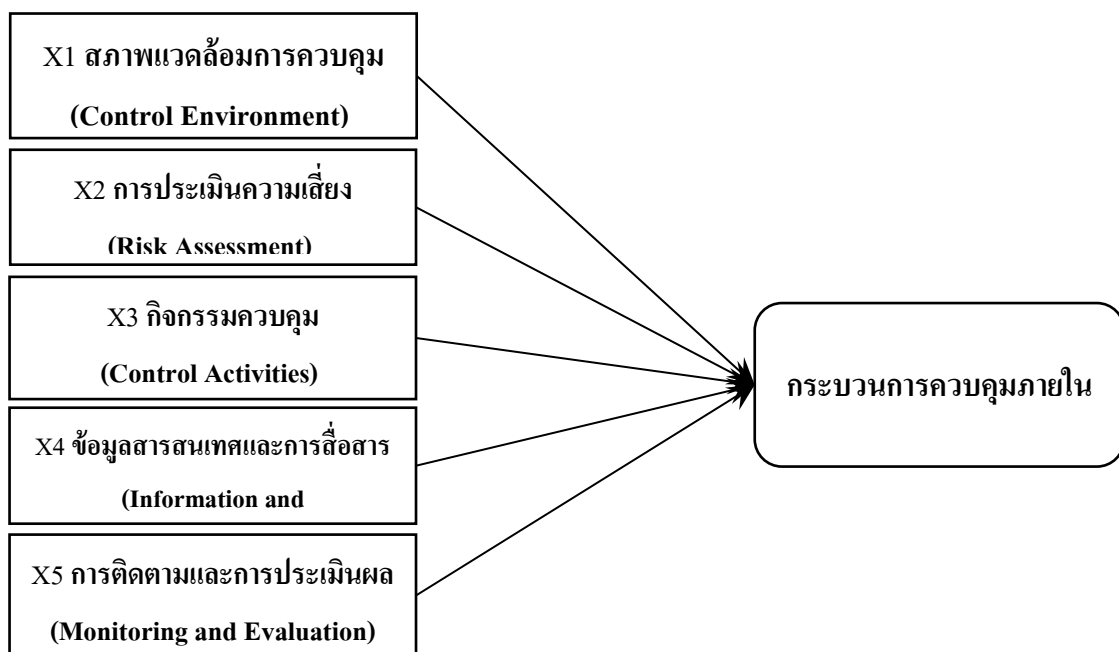 X1 สภาพแวดล้อมการควบคุม
(Control Environment)
X2 การประเมินความเสี่ยง
(Risk Assessment)
X3 กิจกรรมควบคุม
(Control Activities)
X4 ข้อมูลสารสนเทศและการสื่อสาร
(Information and
X5 การติดตามและการประเมินผล
(Monitoring and Evaluation)
กระบวนการควบคุมภายใน